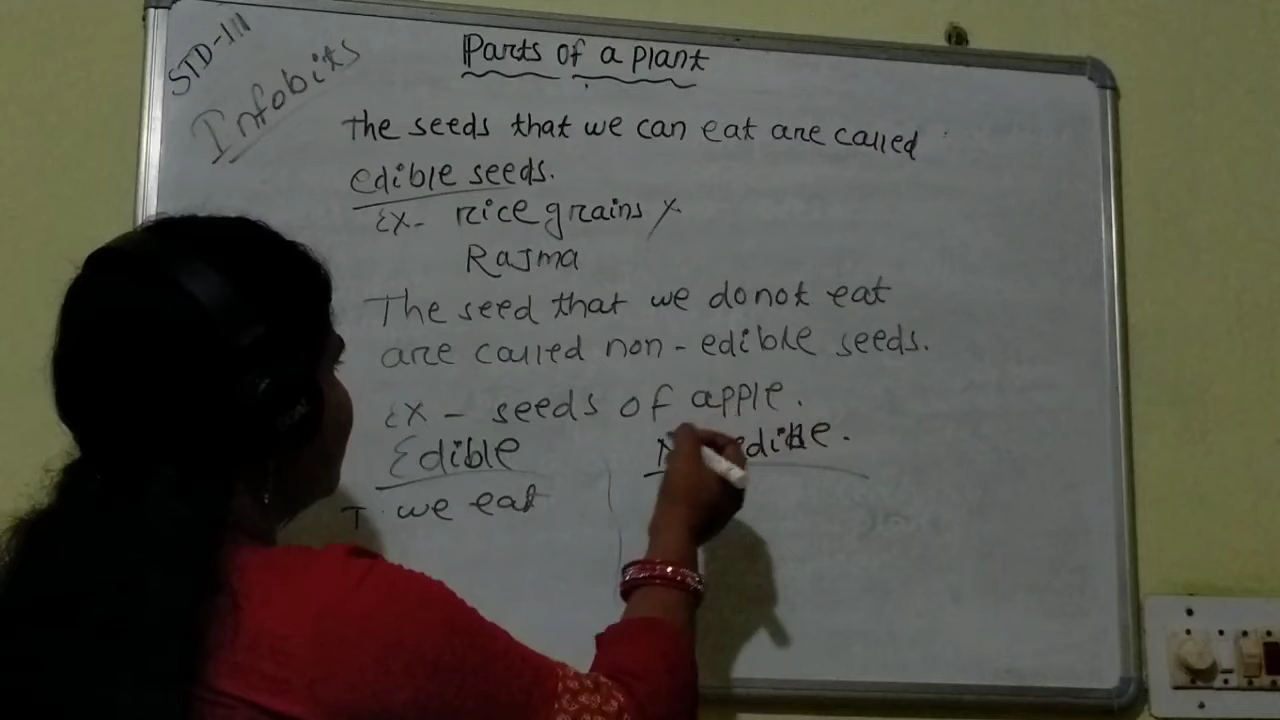 STD-III
Infobits
Parts of a plant
The seeds that we can eat are called
edible seeds.
Ex- rice grains
Rajma
The seed that we donot eat
are called non-edible seeds.
Ex - seeds of apple.
Edible
we eat